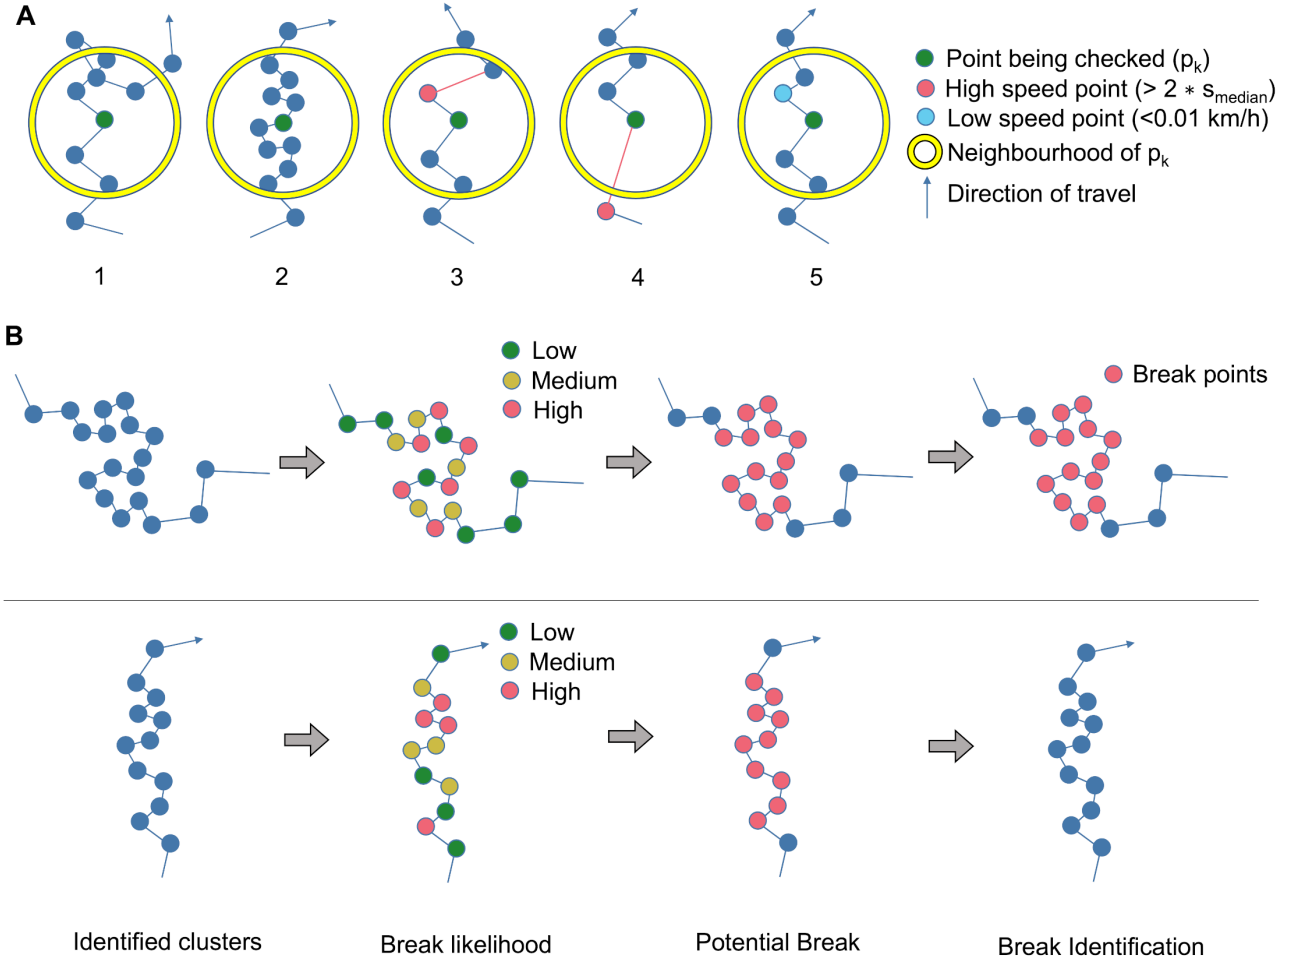 A
Point being checked (pk)
High speed point (> 2 * smedian)
Low speed point (<0.01 km/h)
Neighbourhood of pk
Direction of travel
1 2 3 4 5
B
Low
Medium
High
Break points
Low
Medium
High
Identified clusters Break likelihood Potential Break Break Identification